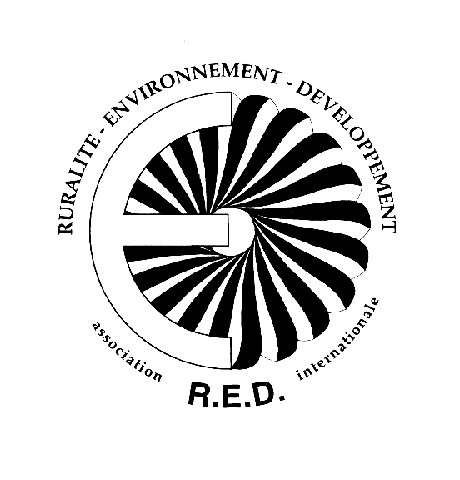 RURALITE - ENVIRONNEMENT - DEVELOPPEMENT
association internationale
R.E.D.